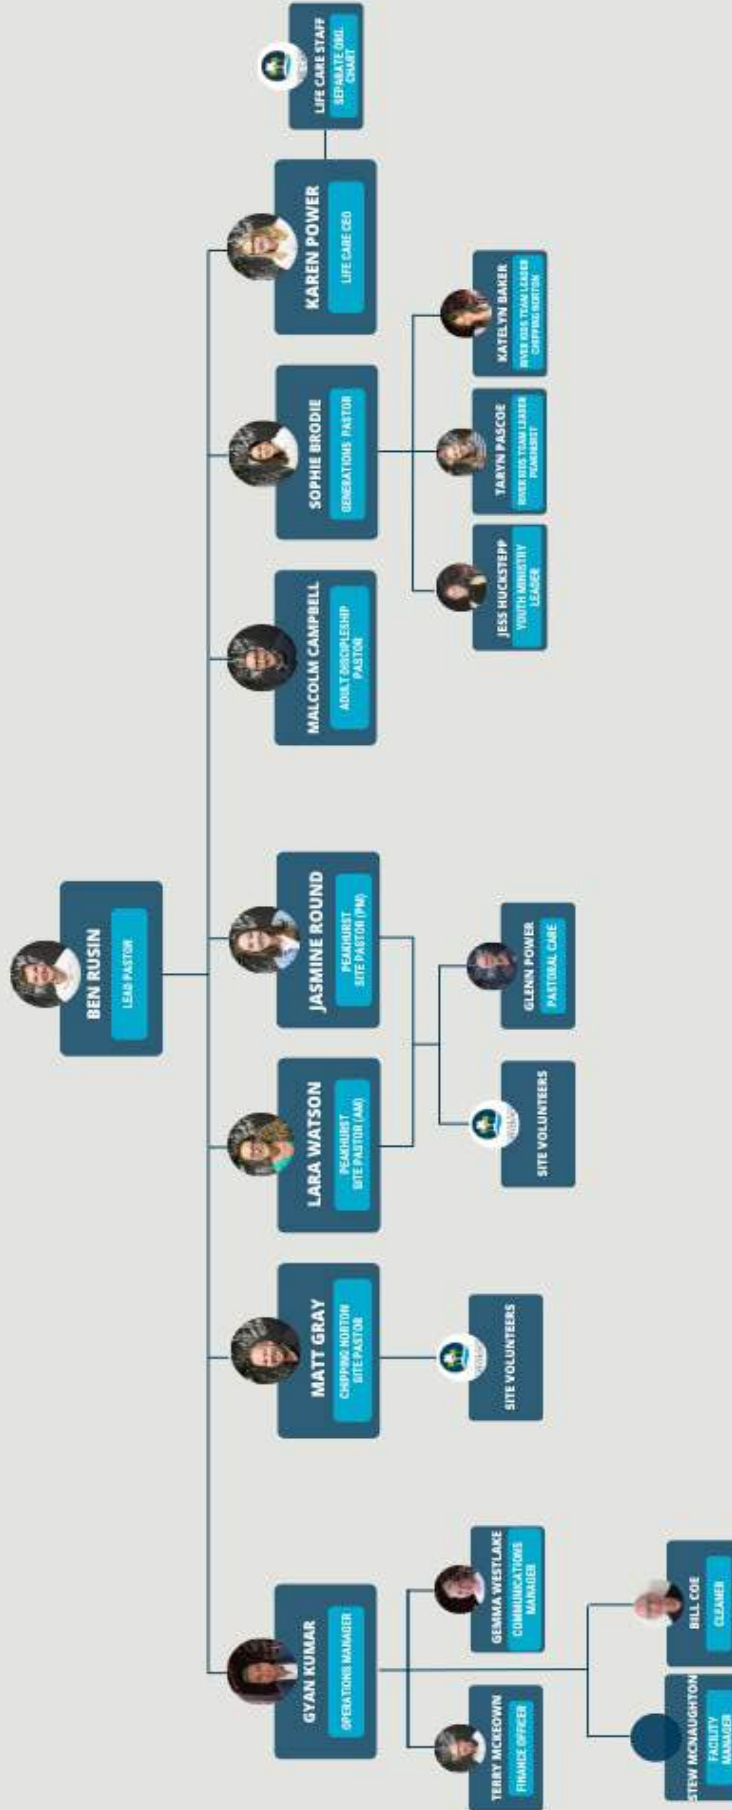 BEN RUSIN
LEAD PASTOR
GYAN KUMAR
OPERATIONS MANAGER
MATT GRAY
CHIPPING NORTON
SITE PASTOR
LARA WATSON
PEAKHURST
SITE PASTOR (AM)
JASMINE ROUND
PEAKHURST
SITE PASTOR (PM)
MALCOLM CAMPBELL
ADULT DISCIPLESHIP
PASTOR
SOPHIE BRODIE
GENERATIONS PASTOR
KAREN POWER
LIFE CARE CEO
LIFE CARE STAFF
SEPARATE ORG.
CHART
TERRY MCKEOWN
FINANCE OFFICER
GEMMA WESTLAKE
COMMUNICATIONS
MANAGER
SITE VOLUNTEERS
SITE VOLUNTEERS
GLENN POWER
PASTORAL CARE
JESS HUCKSTEPP
YOUTH MINISTRY
LEADER
TARYN PASCOE
RIVER KIDS TEAM LEADER
PEAKHURST
KATELYN BAKER
RIVER KIDS TEAM LEADER
CHIPPING NORTON
STEW MCNAUGHTON
FACILITY
MANAGER
BILL COE
CLEANER